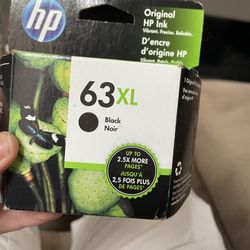 hp
Original
HP Ink
Vibrant. Precise. Reliable.
D'encre
d'origine HP
63XL
Black
Noir
UP TO
2.5X MORE
PAGES
JUSQU'À
2,5 FOIS PLUS
DE PAGES